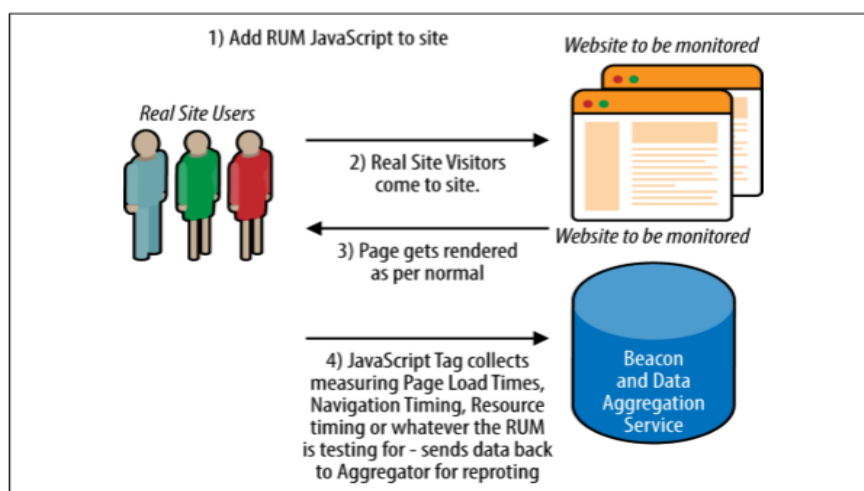 1) Add RUM JavaScript to site
Website to be monitored
Real Site Users
2) Real Site Visitors
come to site.
Website to be monitored
3) Page gets rendered
as per normal
4) JavaScript Tag collects
measuring Page Load Times,
Navigation Timing, Resource
timing or whatever the RUM
is testing for - sends data back
to Aggregator for reproting
Beacon
and Data
Aggregation
Service